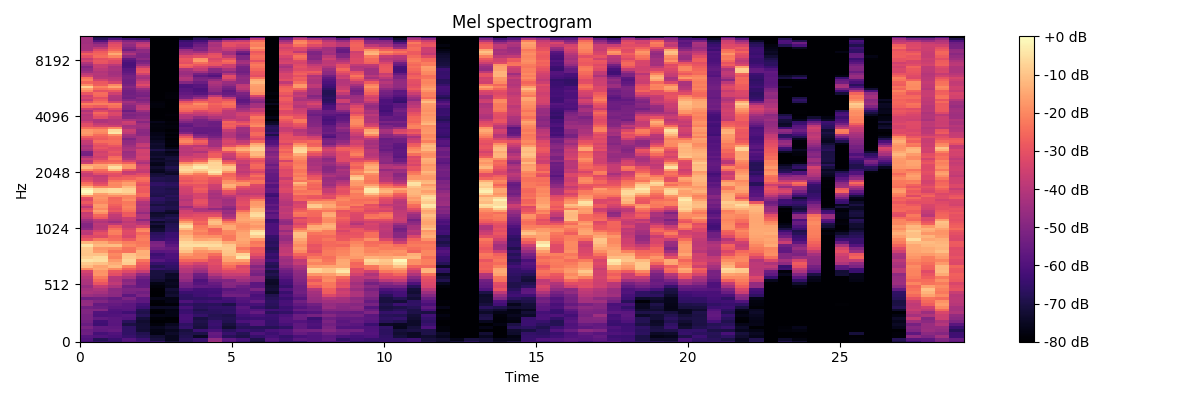 Mel spectrogram
8192
4096
2048
1024
512
0
Hz
0 5 10 15 20 25
Time
+0 dB
-10 dB
-20 dB
-30 dB
-40 dB
-50 dB
-60 dB
-70 dB
-80 dB